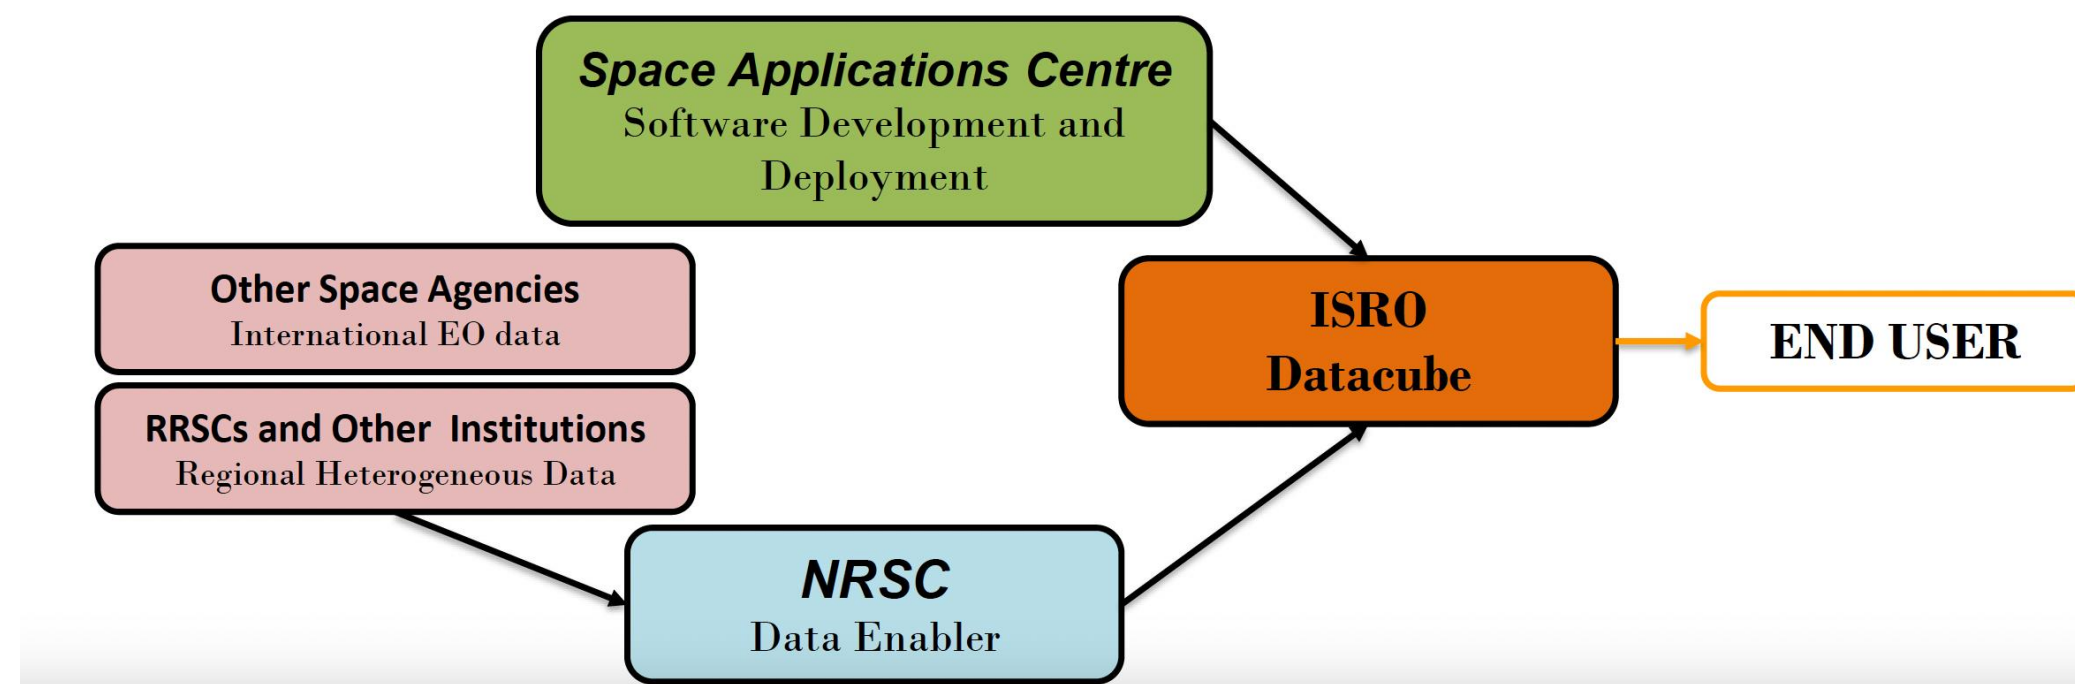 Space Applications Centre
Software Development and
Deployment
Other Space Agencies
International EO data
RRSCs and Other Institutions
Regional Heterogeneous Data
ISRO
Datacube
END USER
NRSC
Data Enabler